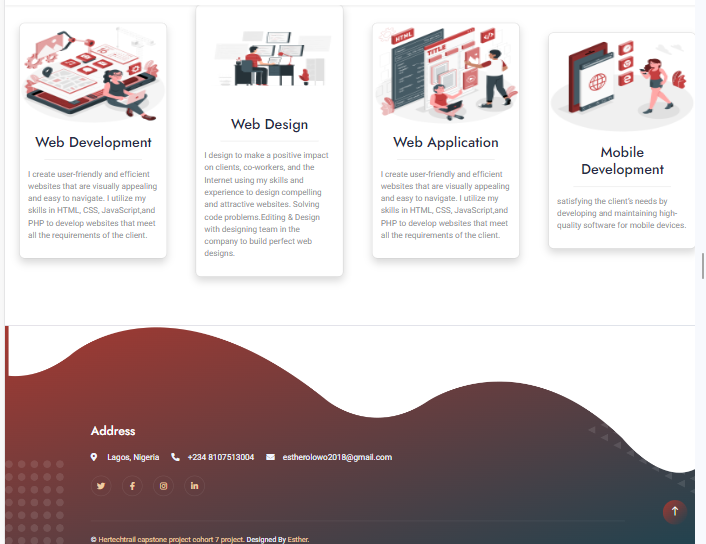 HTML
TITLE
Web Development
I create user-friendly and efficient
websites that are visually appealing
and easy to navigate. I utilize my
skills in HTML, CSS, JavaScript,and
PHP to develop websites that meet
all the requirements of the client.
Web Design
I design to make a positive impact
on clients, co-workers, and the
Internet using my skills and
experience to design compelling
and attractive websites. Solving
code problems.Editing & Design
with designing team in the
company to build perfect web
designs.
Web Application
I create user-friendly and efficient
websites that are visually appealing
and easy to navigate. I utilize my
skills in HTML, CSS, JavaScript,and
PHP to develop websites that meet
all the requirements of the client.
Mobile
Development
satisfying the client's needs by
developing and maintaining high-
quality software for mobile devices.
Address
Lagos, Nigeria +234 8107513004 estherolowo2018@gmail.com
© Hertechtrail capstone project cohort 7 project. Designed By Esther.